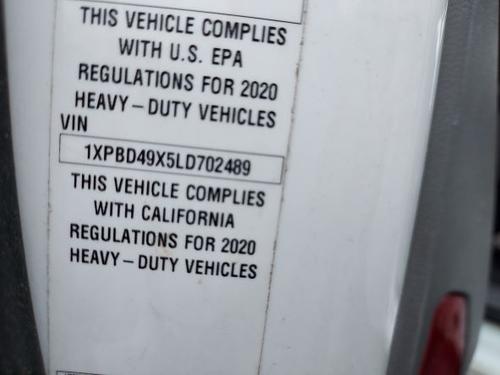 THIS VEHICLE COMPLIES
WITH U.S. EPA
REGULATIONS FOR 2020
HEAVY-DUTY VEHICLES
VIN
1XPBD49X5LD702489
THIS VEHICLE COMPLIES
WITH CALIFORNIA
REGULATIONS FOR 2020
HEAVY-DUTY VEHICLES